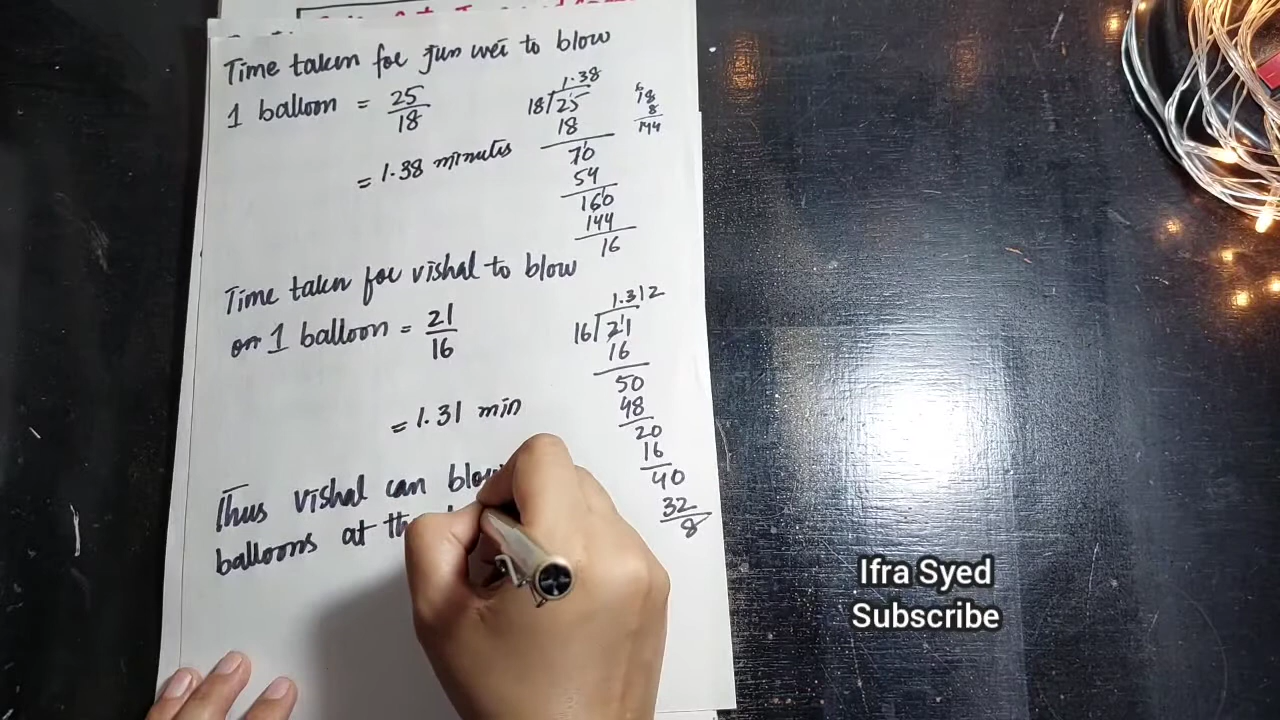 Time taken for Jun wei to blow
1 balloon = 25/18
= 1.38 minutes
1.38
18 25
18
70
54
160
144
16
18
8
144
Time taken for vishal to blow
on 1 balloon = 21/16
= 1.31 min
1.312
16 21
16
50
48
20
16
40
32
8
Thus vishal can blow
balloons at the
Ifra Syed
Subscribe